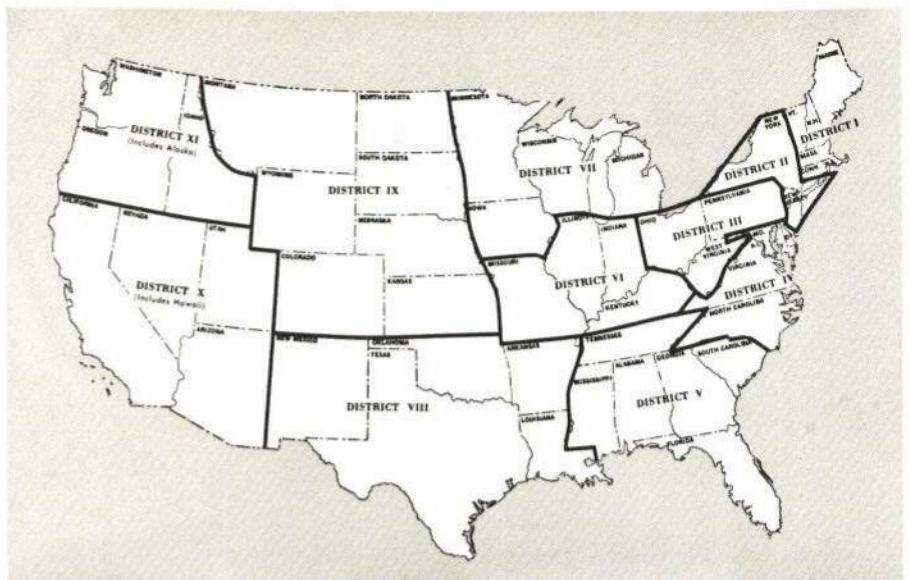 MAINE
WASHINGTON
MONTANA
NORTH DAKOTA
MINNESOTA
NEW YORK
VT.
N.H.
DISTRICT I
IDAHO
OREGON
DISTRICT XI
(Includes Alaska)
WISCONSIN
MICHIGAN
MASS.
CONN.
R.I.
SOUTH DAKOTA
DISTRICT VII
DISTRICT II
WYOMING
DISTRICT IX
CALIFORNIA
NEVADA
UTAH
NEBRASKA
IOWA
ILLINOIS
INDIANA
OHIO
PENNSYLVANIA
DISTRICT III
COLORADO
MISSOURI
WEST VIRGINIA
MD.
VIRGINIA
KANSAS
DISTRICT VI
DISTRICT IV
DISTRICT X
(Includes Hawaii)
KENTUCKY
NORTH CAROLINA
ARIZONA
NEW MEXICO
OKLAHOMA
TEXAS
ARKANSAS
TENNESSEE
MISSISSIPPI
ALABAMA
GEORGIA
SOUTH CAROLINA
DISTRICT VIII
DISTRICT V
LOUISIANA
FLORIDA